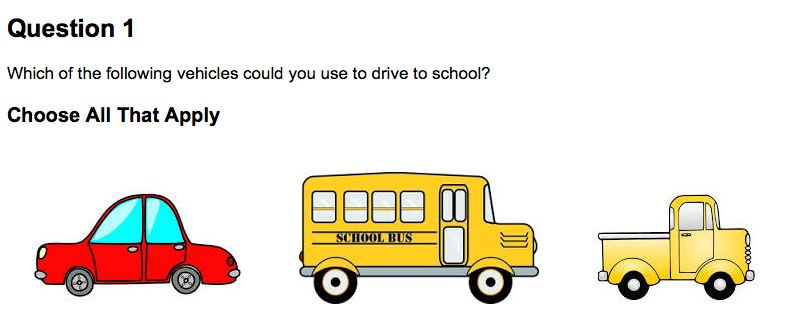 Question 1
Which of the following vehicles could you use to drive to school?
Choose All That Apply
SCHOOL BUS